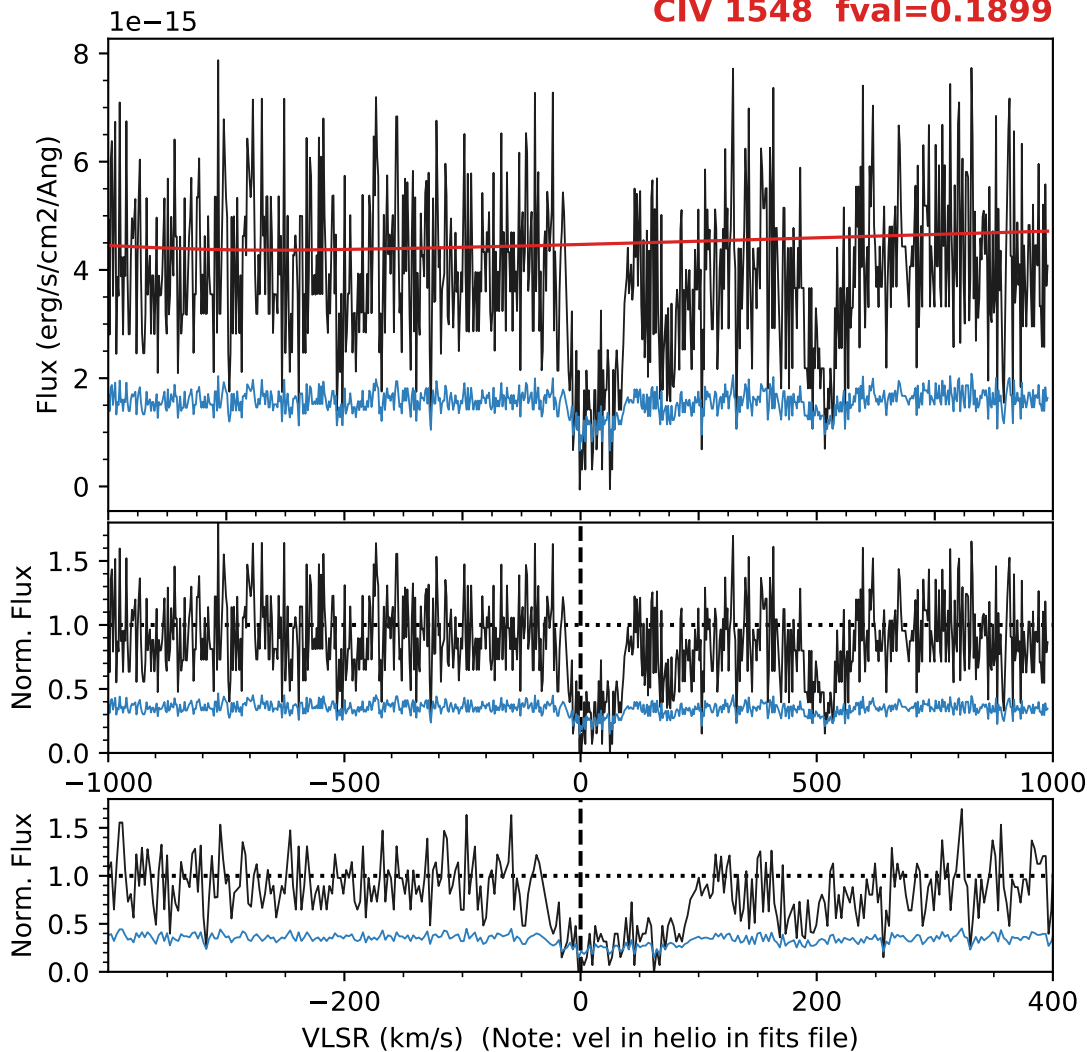 CIV 1548 fval=0.1899
1e−15
8
6
4
2
0
Flux (erg/s/cm2/Ang)
1.5
1.0
0.5
0.0
Norm. Flux
−1000 −500 0 500 1000
1.5
1.0
0.5
0.0
Norm. Flux
−200 0 200 400
VLSR (km/s) (Note: vel in helio in fits file)